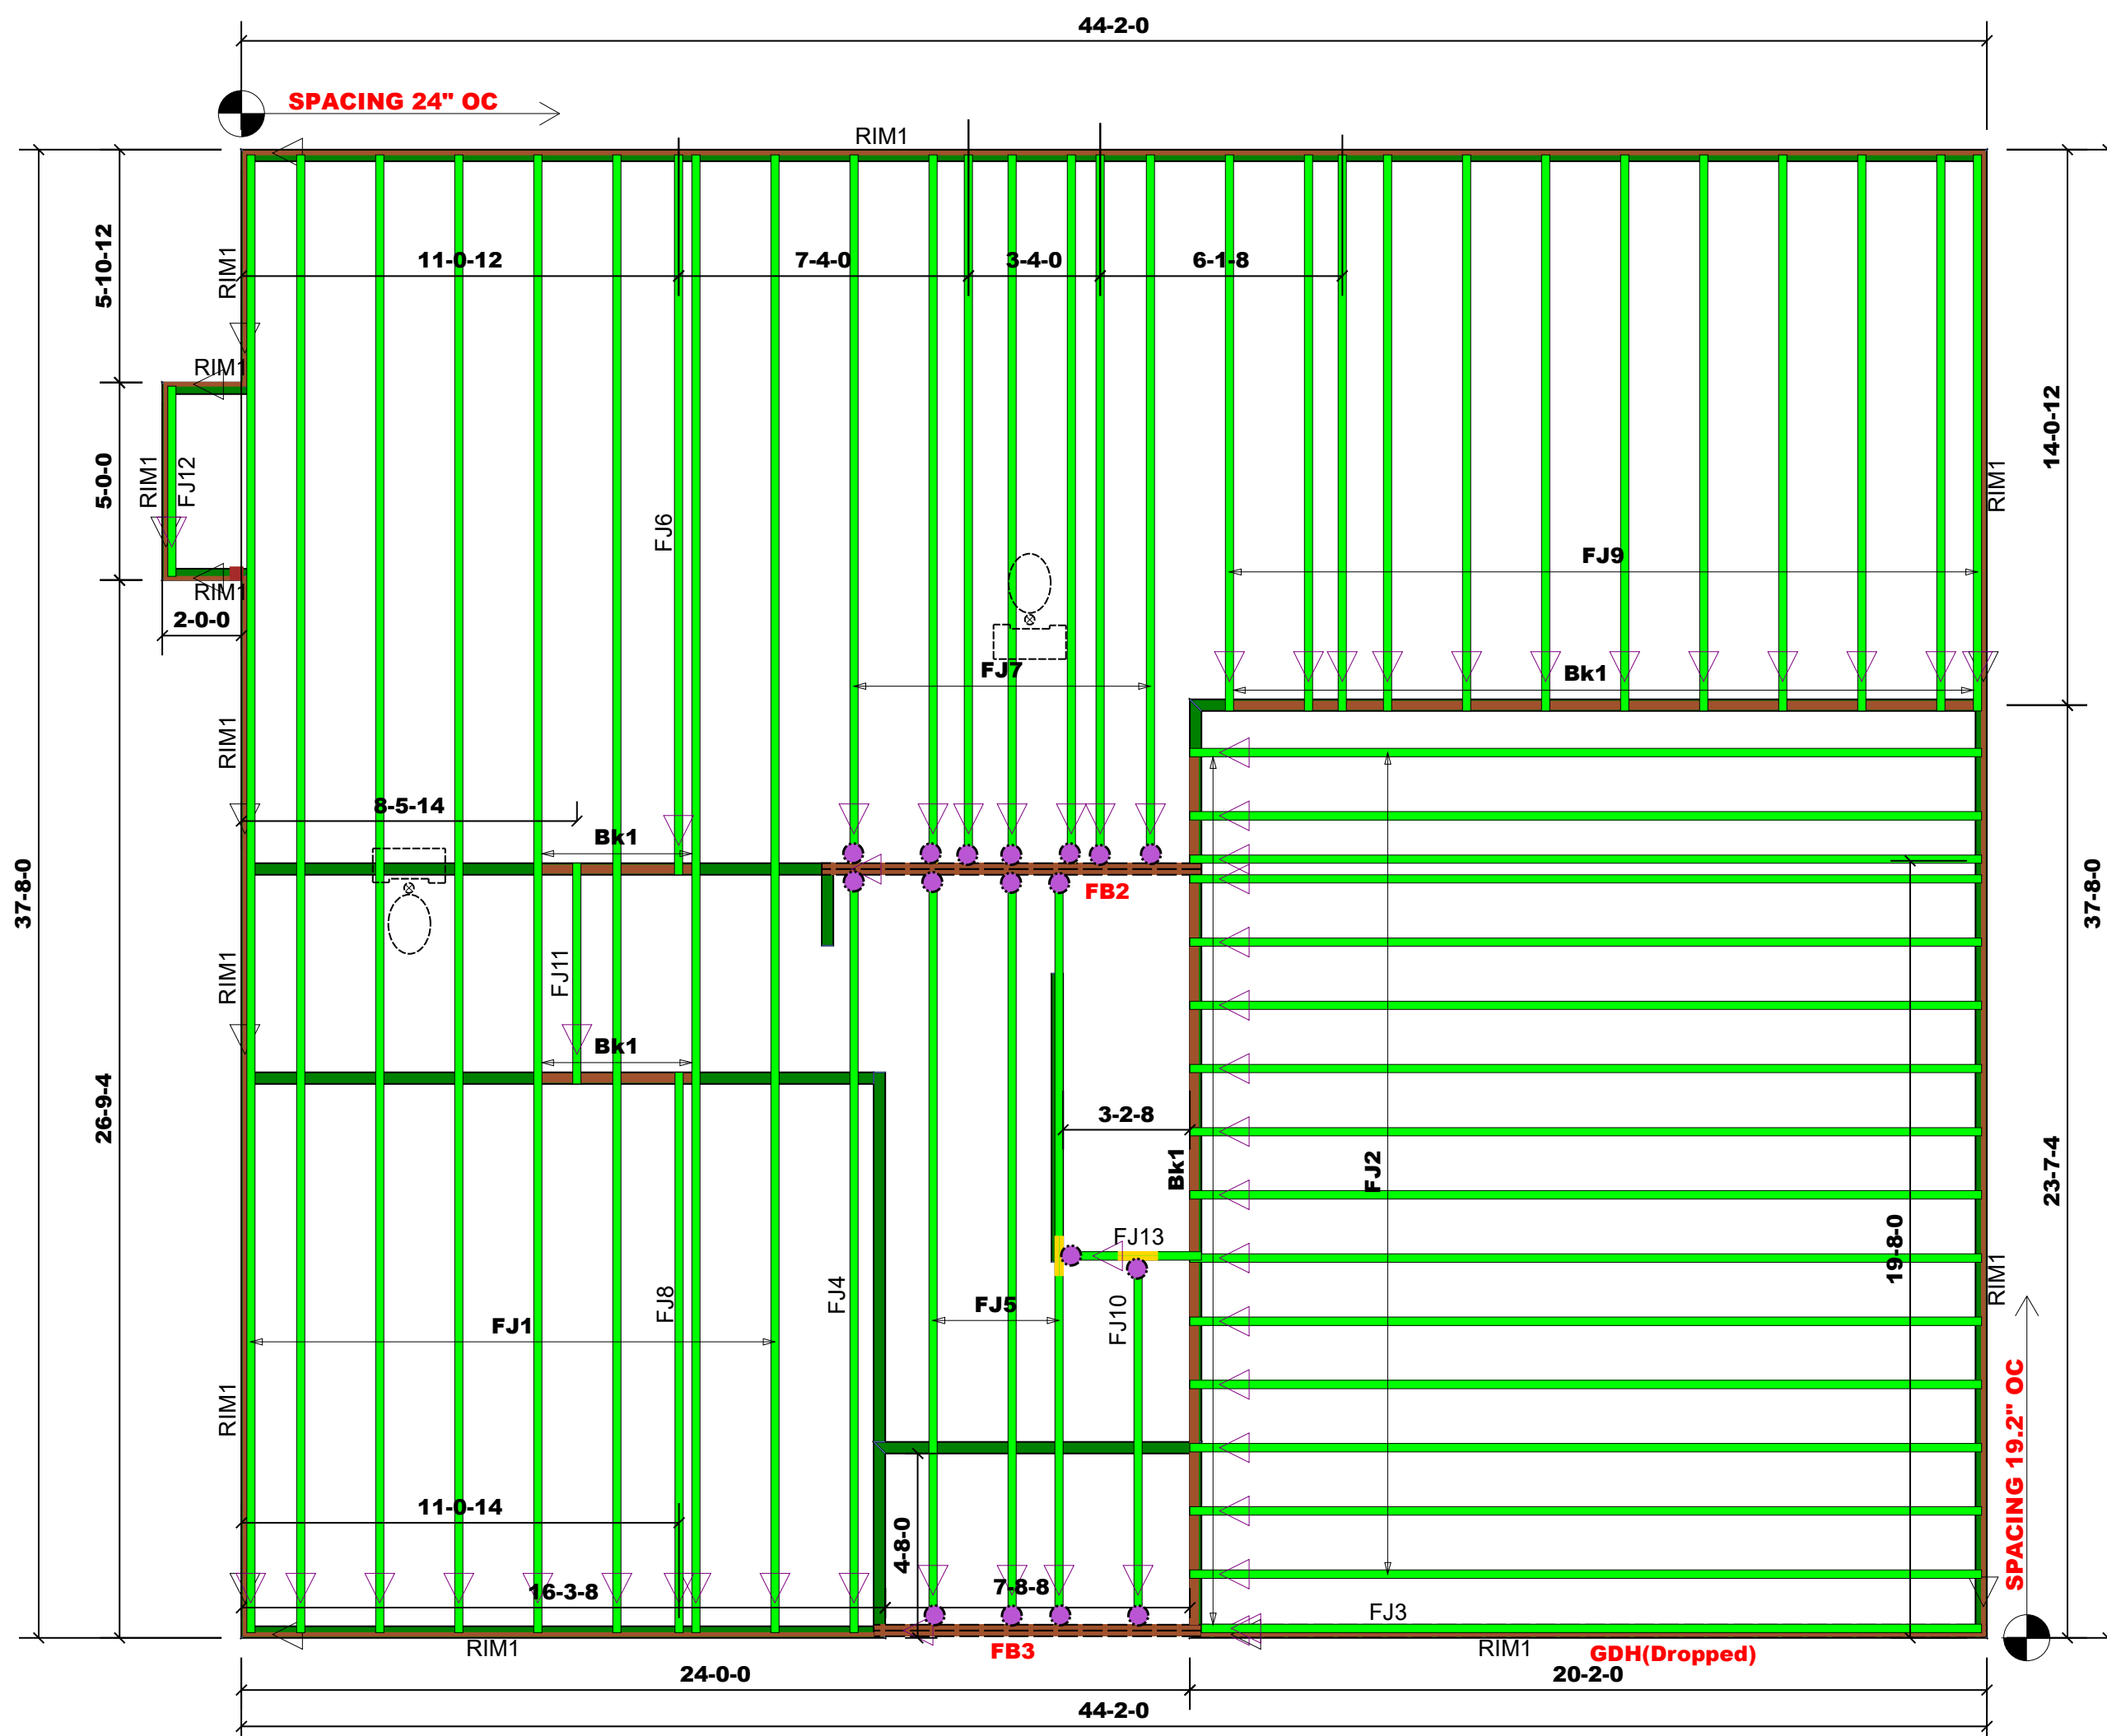 44-2-0
SPACING 24" OC
RIM1
5-10-12
RIM1
11-0-12
7-4-0
3-4-0
6-1-8
RIM1
14-0-12
5-0-0
RIM1
FJ12
FJ6
RIM1
RIM1
2-0-0
FJ9
FJ7
Bk1
RIM1
8-5-14
Bk1
37-8-0
37-8-0
FB2
RIM1
FJ11
Bk1
26-9-4
3-2-8
Bk1
FJ2
23-7-4
FJ13
19-8-0
RIM1
FJ8
FJ4
FJ5
FJ10
FJ1
RIM1
SPACING 19.2" OC
11-0-14
4-8-0
16-3-8
7-8-8
FJ3
RIM1
FB3
RIM1
GDH(Dropped)
24-0-0
20-2-0
44-2-0